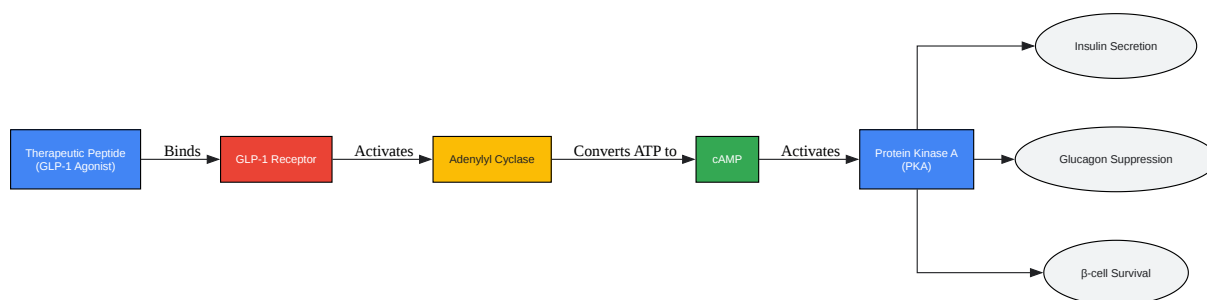 Insulin Secretion
Therapeutic Peptide
(GLP-1 Agonist)
Binds
GLP-1 Receptor
Activates
Adenylyl Cyclase
Converts ATP to
cAMP
Activates
Protein Kinase A
(PKA)
Glucagon Suppression
β-cell Survival